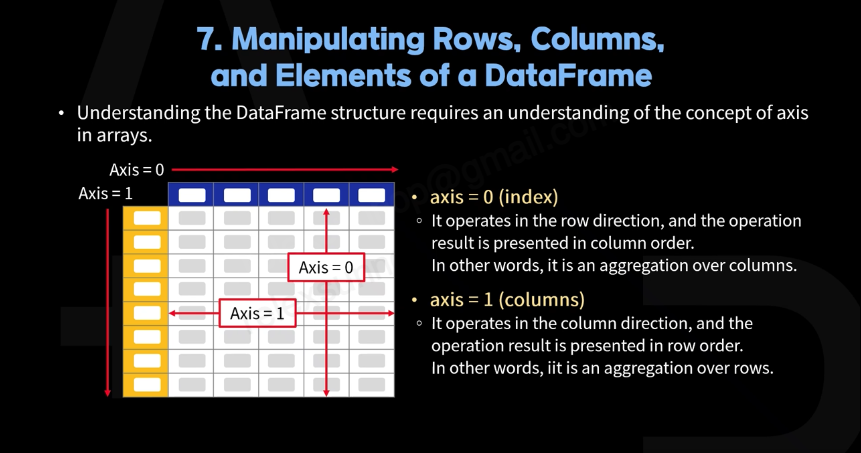 7. Manipulating Rows, Columns,
and Elements of a DataFrame
• Understanding the DataFrame structure requires an understanding of the concept of axis
in arrays.
Axis = 0
Axis = 1
Axis = 0
Axis = 1
• axis = 0 (index)
◦ It operates in the row direction, and the operation
result is presented in column order.
In other words, it is an aggregation over columns.
• axis = 1 (columns)
◦ It operates in the column direction, and the
operation result is presented in row order.
In other words, iit is an aggregation over rows.